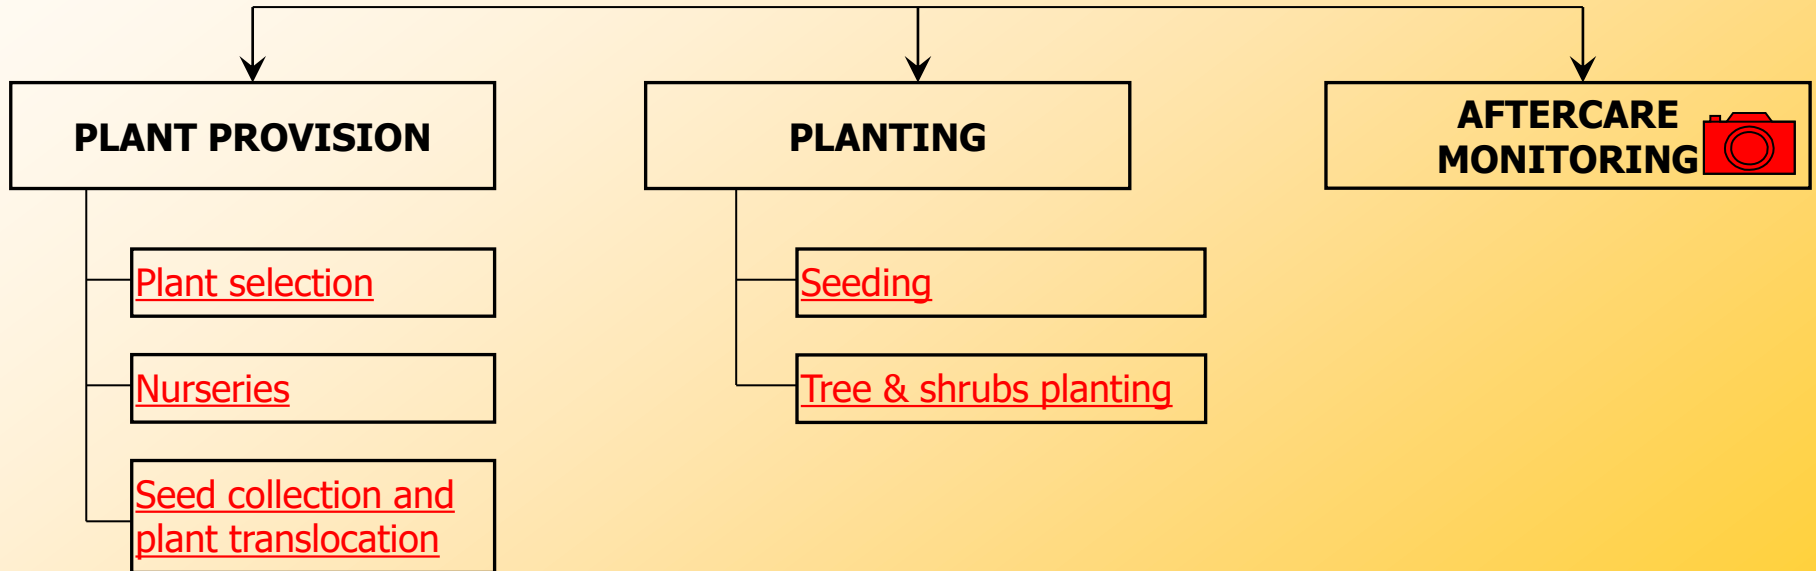 PLANT PROVISION
Plant selection
Nurseries
Seed collection and
plant translocation
PLANTING
Seeding
Tree & shrubs planting
AFTERCARE
MONITORING